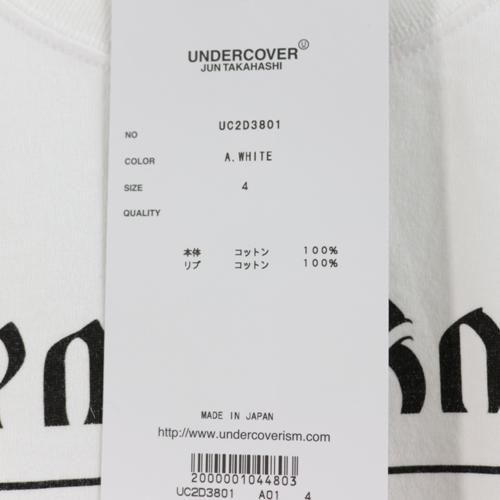 UNDERCOVER Ⓤ
JUN TAKAHASHI
NO UC2D3801
COLOR A.WHITE
SIZE 4
QUALITY
本体 コットン 100%
リブ コットン 100%
MADE IN JAPAN
http://www.undercoverism.com
2000001044803
UC2D3801 A01 4